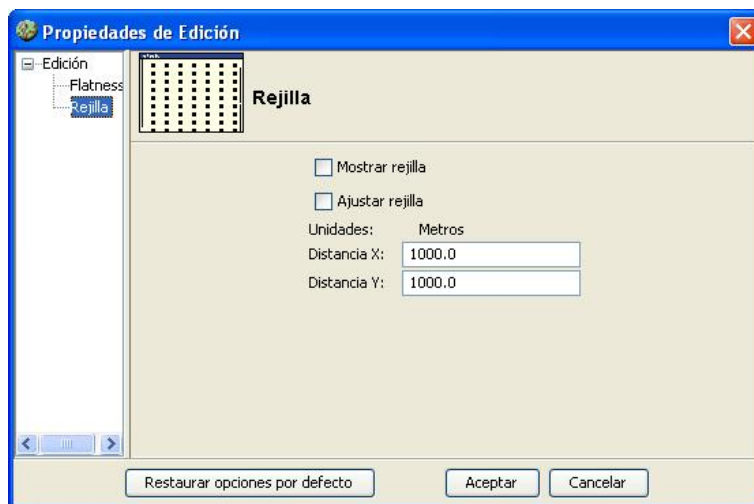 Propiedades de Edición
Edición
Flatness
Rejilla
Rejilla
Mostrar rejilla
Ajustar rejilla
Unidades: Metros
Distancia X: 1000.0
Distancia Y: 1000.0
Restaurar opciones por defecto Aceptar Cancelar